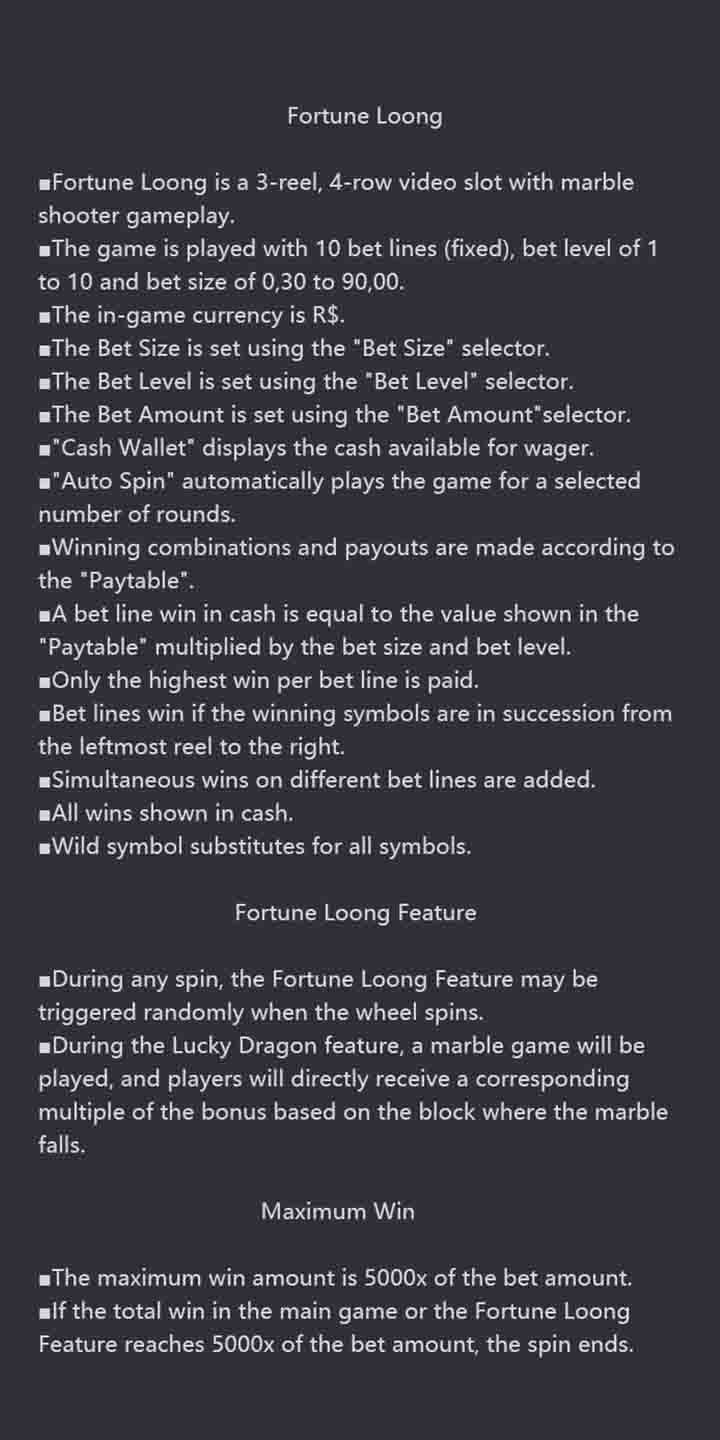 Fortune Loong
■Fortune Loong is a 3-reel, 4-row video slot with marble
shooter gameplay.
■The game is played with 10 bet lines (fixed), bet level of 1
to 10 and bet size of 0,30 to 90,00.
■The in-game currency is R$.
■The Bet Size is set using the "Bet Size" selector.
■The Bet Level is set using the "Bet Level" selector.
■The Bet Amount is set using the "Bet Amount"selector.
■"Cash Wallet" displays the cash available for wager.
■"Auto Spin" automatically plays the game for a selected
number of rounds.
■Winning combinations and payouts are made according to
the "Paytable".
■A bet line win in cash is equal to the value shown in the
"Paytable" multiplied by the bet size and bet level.
■Only the highest win per bet line is paid.
■Bet lines win if the winning symbols are in succession from
the leftmost reel to the right.
■Simultaneous wins on different bet lines are added.
■All wins shown in cash.
■Wild symbol substitutes for all symbols.
Fortune Loong Feature
■During any spin, the Fortune Loong Feature may be
triggered randomly when the wheel spins.
■During the Lucky Dragon feature, a marble game will be
played, and players will directly receive a corresponding
multiple of the bonus based on the block where the marble
falls.
Maximum Win
■The maximum win amount is 5000x of the bet amount.
■If the total win in the main game or the Fortune Loong
Feature reaches 5000x of the bet amount, the spin ends.